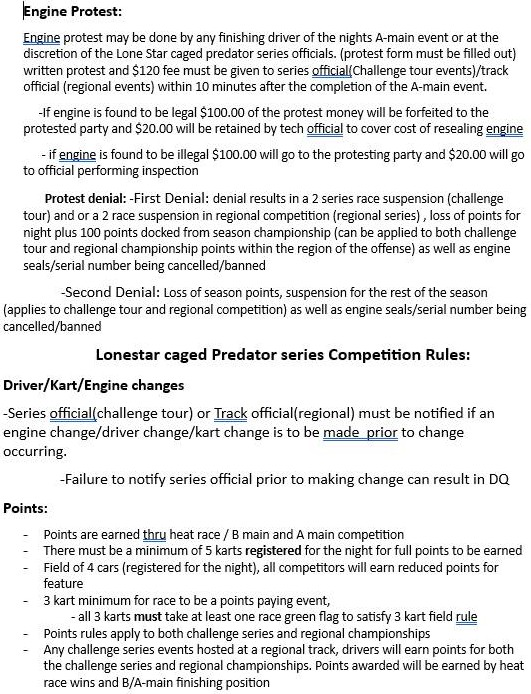 Engine Protest:
Engine protest may be done by any finishing driver of the nights A-main event or at the
discretion of the Lone Star caged predator series officials. (protest form must be filled out)
written protest and $120 fee must be given to series official(Challenge tour events)/track
official (regional events) within 10 minutes after the completion of the A-main event.
-If engine is found to be legal $100.00 of the protest money will be forfeited to the
protested party and $20.00 will be retained by tech official to cover cost of resealing engine
- if engine is found to be illegal $100.00 will go to the protesting party and $20.00 will go
to official performing inspection
Protest denial: -First Denial: denial results in a 2 series race suspension (challenge
tour) and or a 2 race suspension in regional competition (regional series) , loss of points for
night plus 100 points docked from season championship (can be applied to both challenge
tour and regional championship points within the region of the offense) as well as engine
seals/serial number being cancelled/banned
-Second Denial: Loss of season points, suspension for the rest of the season
(applies to challenge tour and regional competition) as well as engine seals/serial number being
cancelled/banned
Lonestar caged Predator series Competition Rules:
Driver/Kart/Engine changes
-Series official(challenge tour) or Track official(regional) must be notified if an
engine change/driver change/kart change is to be made prior to change
occurring.
-Failure to notify series official prior to making change can result in DQ
Points:
- Points are earned thru heat race / B main and A main competition
- There must be a minimum of 5 karts registered for the night for full points to be earned
- Field of 4 cars (registered for the night), all competitors will earn reduced points for
feature
- 3 kart minimum for race to be a points paying event,
- all 3 karts must take at least one race green flag to satisfy 3 kart field rule
- Points rules apply to both challenge series and regional championships
- Any challenge series events hosted at a regional track, drivers will earn points for both
the challenge series and regional championships. Points awarded will be earned by heat
race wins and B/A-main finishing position